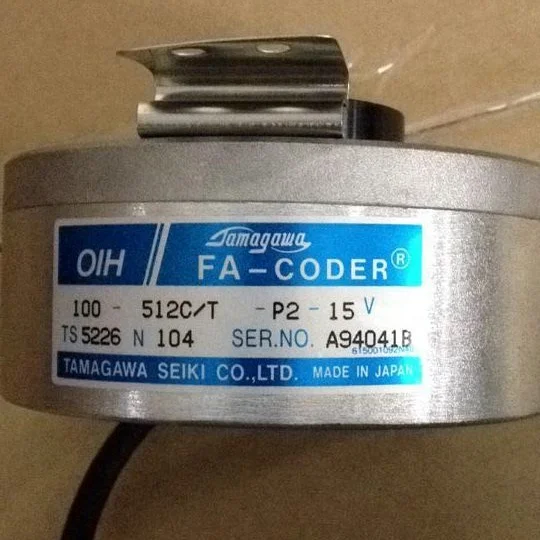 Tamagawa
OIH / FA-CODER®
100 - 512C/T - P2 - 15 V
TS 5226 N 104 SER.NO. A94041B
TAMAGAWA SEIKI CO.,LTD. MADE IN JAPAN